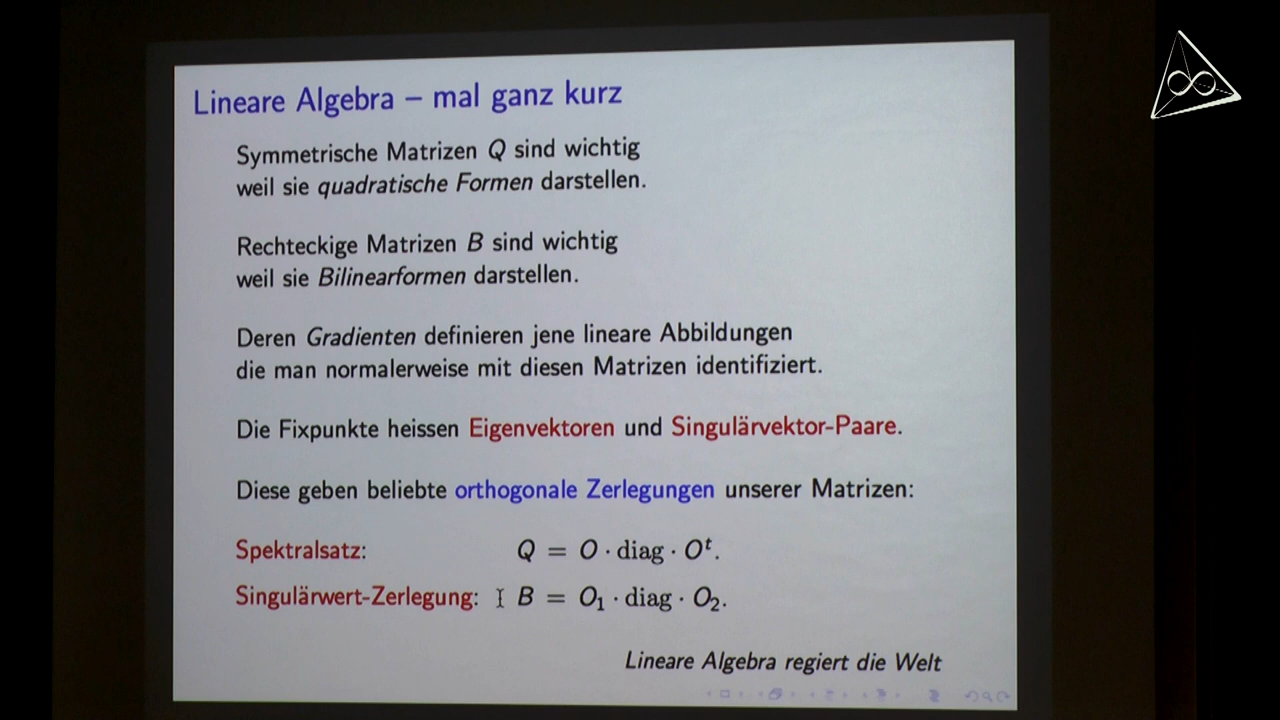 Lineare Algebra – mal ganz kurz
Symmetrische Matrizen Q sind wichtig
weil sie quadratische Formen darstellen.
Rechteckige Matrizen B sind wichtig
weil sie Bilinearformen darstellen.
Deren Gradienten definieren jene lineare Abbildungen
die man normalerweise mit diesen Matrizen identifiziert.
Die Fixpunkte heissen Eigenvektoren und Singulärvektor-Paare.
Diese geben beliebte orthogonale Zerlegungen unserer Matrizen:
Spektralsatz: Q = O · diag · Oᵗ.
Singulärwert-Zerlegung: B = O₁ · diag · O₂.
Lineare Algebra regiert die Welt